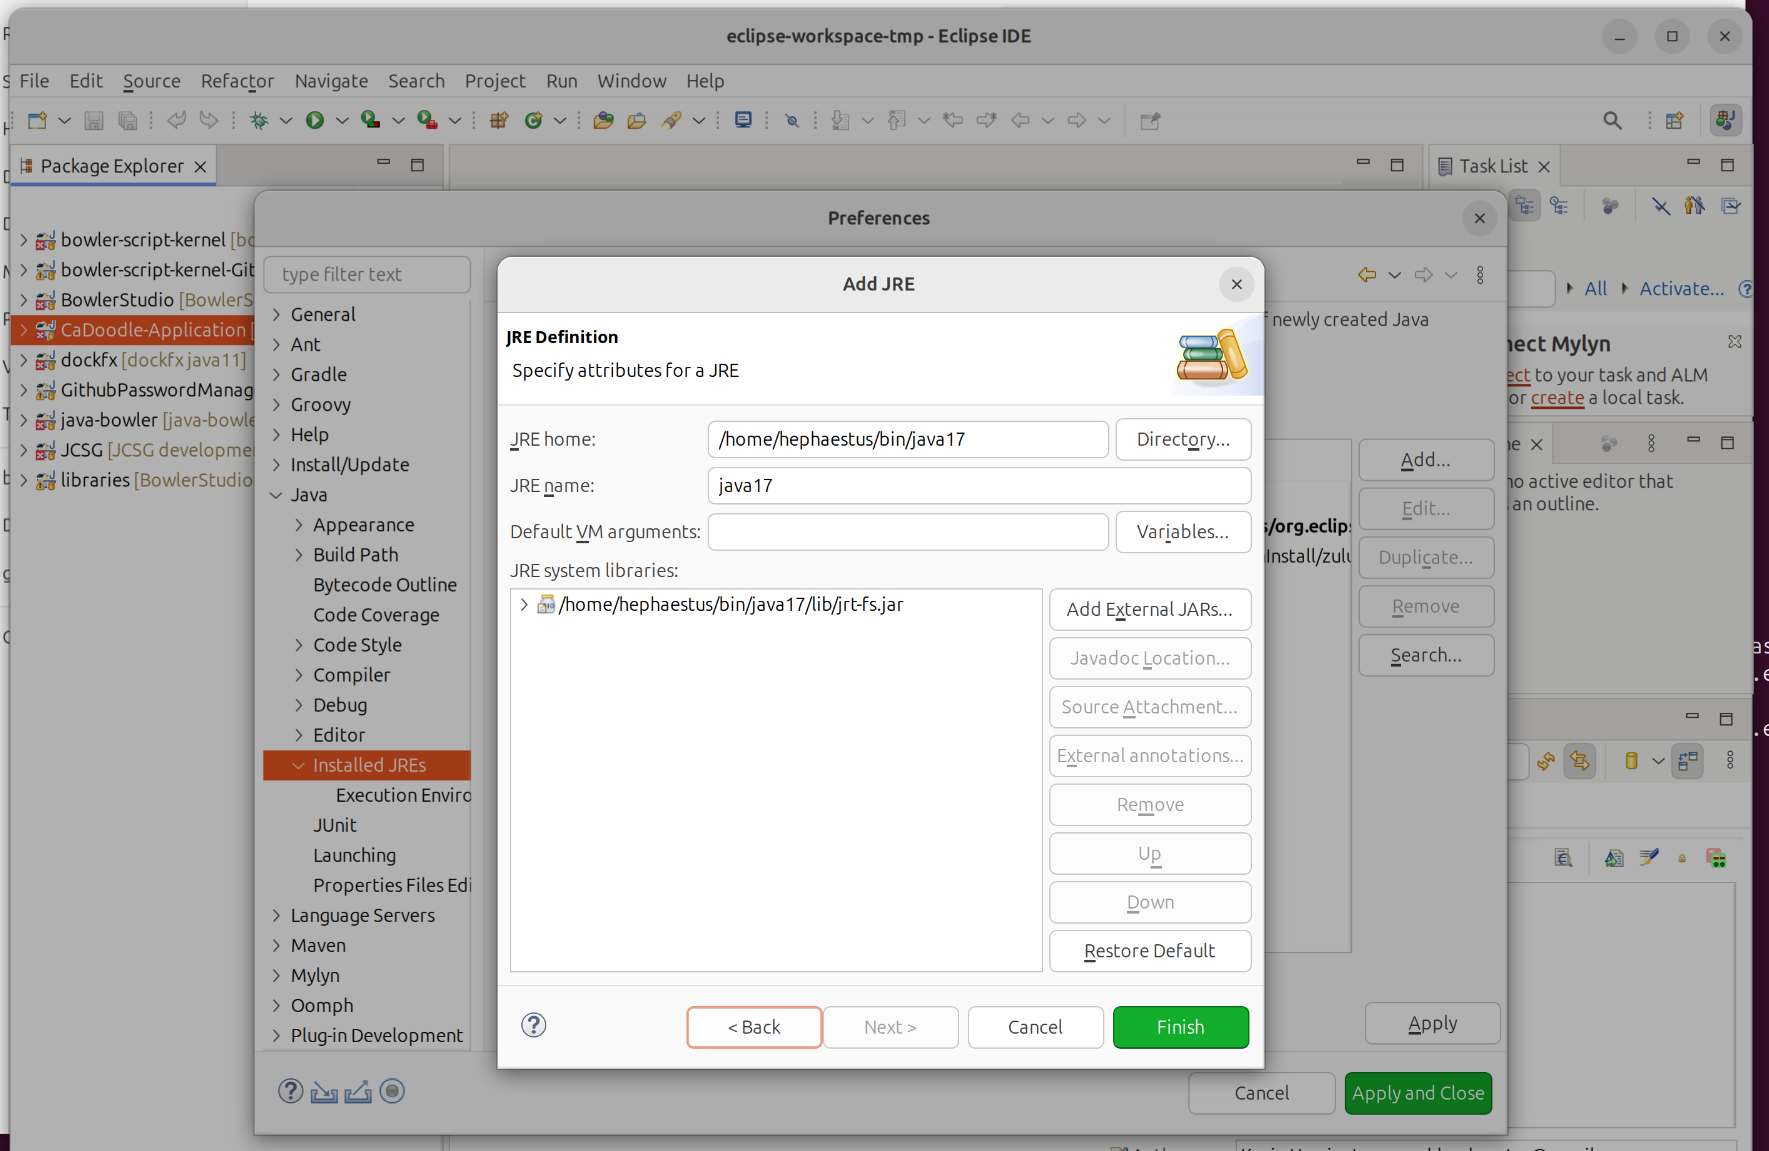 eclipse-workspace-tmp - Eclipse IDE
File Edit Source Refactor Navigate Search Project Run Window Help
Package Explorer
Task List
bowler-script-kernel
bowler-script-kernel-Git
BowlerStudio [BowlerS
CaDoodle-Application [
dockfx [dockfx java11]
GithubPasswordManag
java-bowler [java-bowle
JCSG [JCSG developme
libraries [BowlerStudio
Preferences
type filter text
General
Ant
Gradle
Groovy
Help
Install/Update
Java
Appearance
Build Path
Bytecode Outline
Code Coverage
Code Style
Compiler
Debug
Editor
Installed JREs
Execution Enviro
JUnit
Launching
Properties Files Edi
Language Servers
Maven
Mylyn
Oomph
Plug-in Development
newly created Java
s/org.eclips
Install/zulu
Add...
Edit...
Duplicate...
Remove
Search...
Apply
Cancel
Apply and Close
Add JRE
JRE Definition
Specify attributes for a JRE
JRE home: /home/hephaestus/bin/java17 Directory...
JRE name: java17
Default VM arguments: Variables...
JRE system libraries:
/home/hephaestus/bin/java17/lib/jrt-fs.jar
Add External JARs...
Javadoc Location...
Source Attachment...
External annotations...
Remove
Up
Down
Restore Default
< Back Next > Cancel Finish
All Activate...
nect Mylyn
ect to your task and ALM
or create a local task.
no active editor that
an outline.